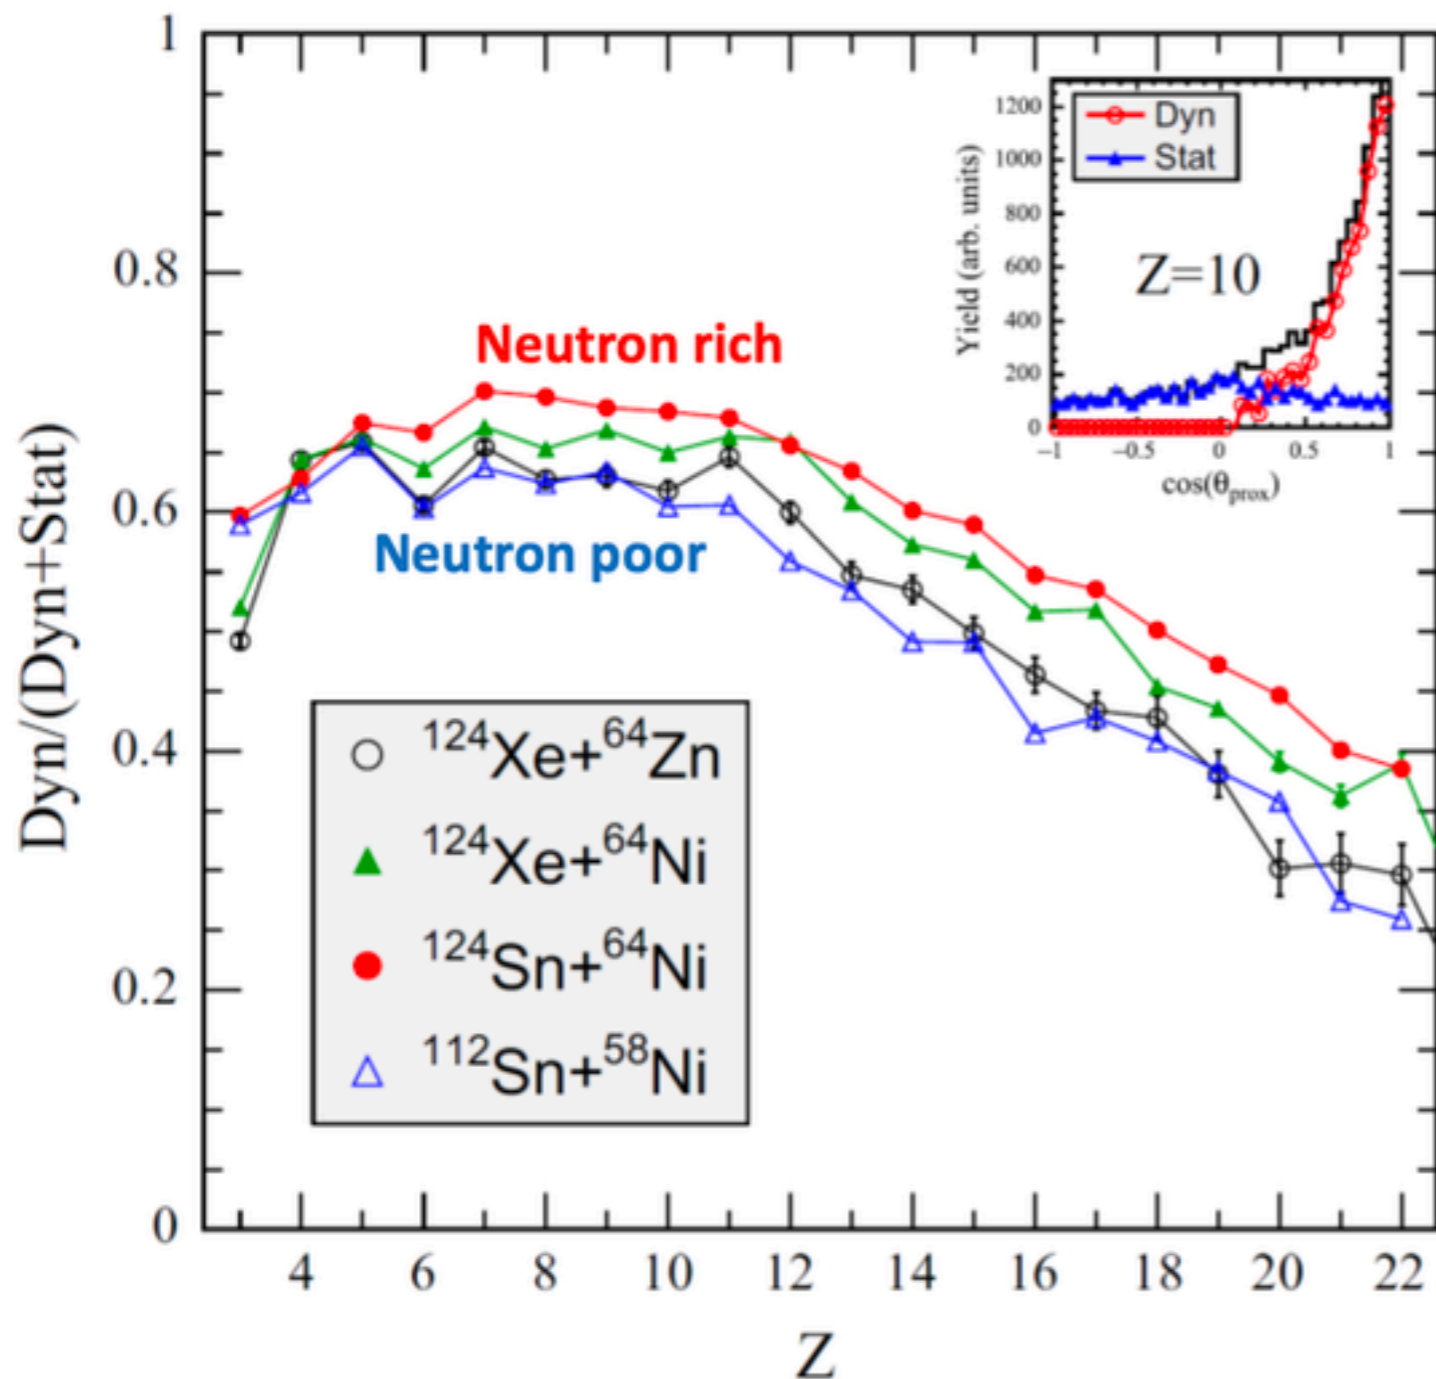 1
0.8
0.6
0.4
0.2
0
Dyn/(Dyn+Stat)
Neutron rich
Neutron poor
¹²⁴Xe+⁶⁴Zn
¹²⁴Xe+⁶⁴Ni
¹²⁴Sn+⁶⁴Ni
¹¹²Sn+⁵⁸Ni
4 6 8 10 12 14 16 18 20 22
Z
Yield (arb. units)
1200
1000
800
600
400
200
0
Dyn
Stat
Z=10
−1 −0.5 0 0.5 1
cos(θprox)